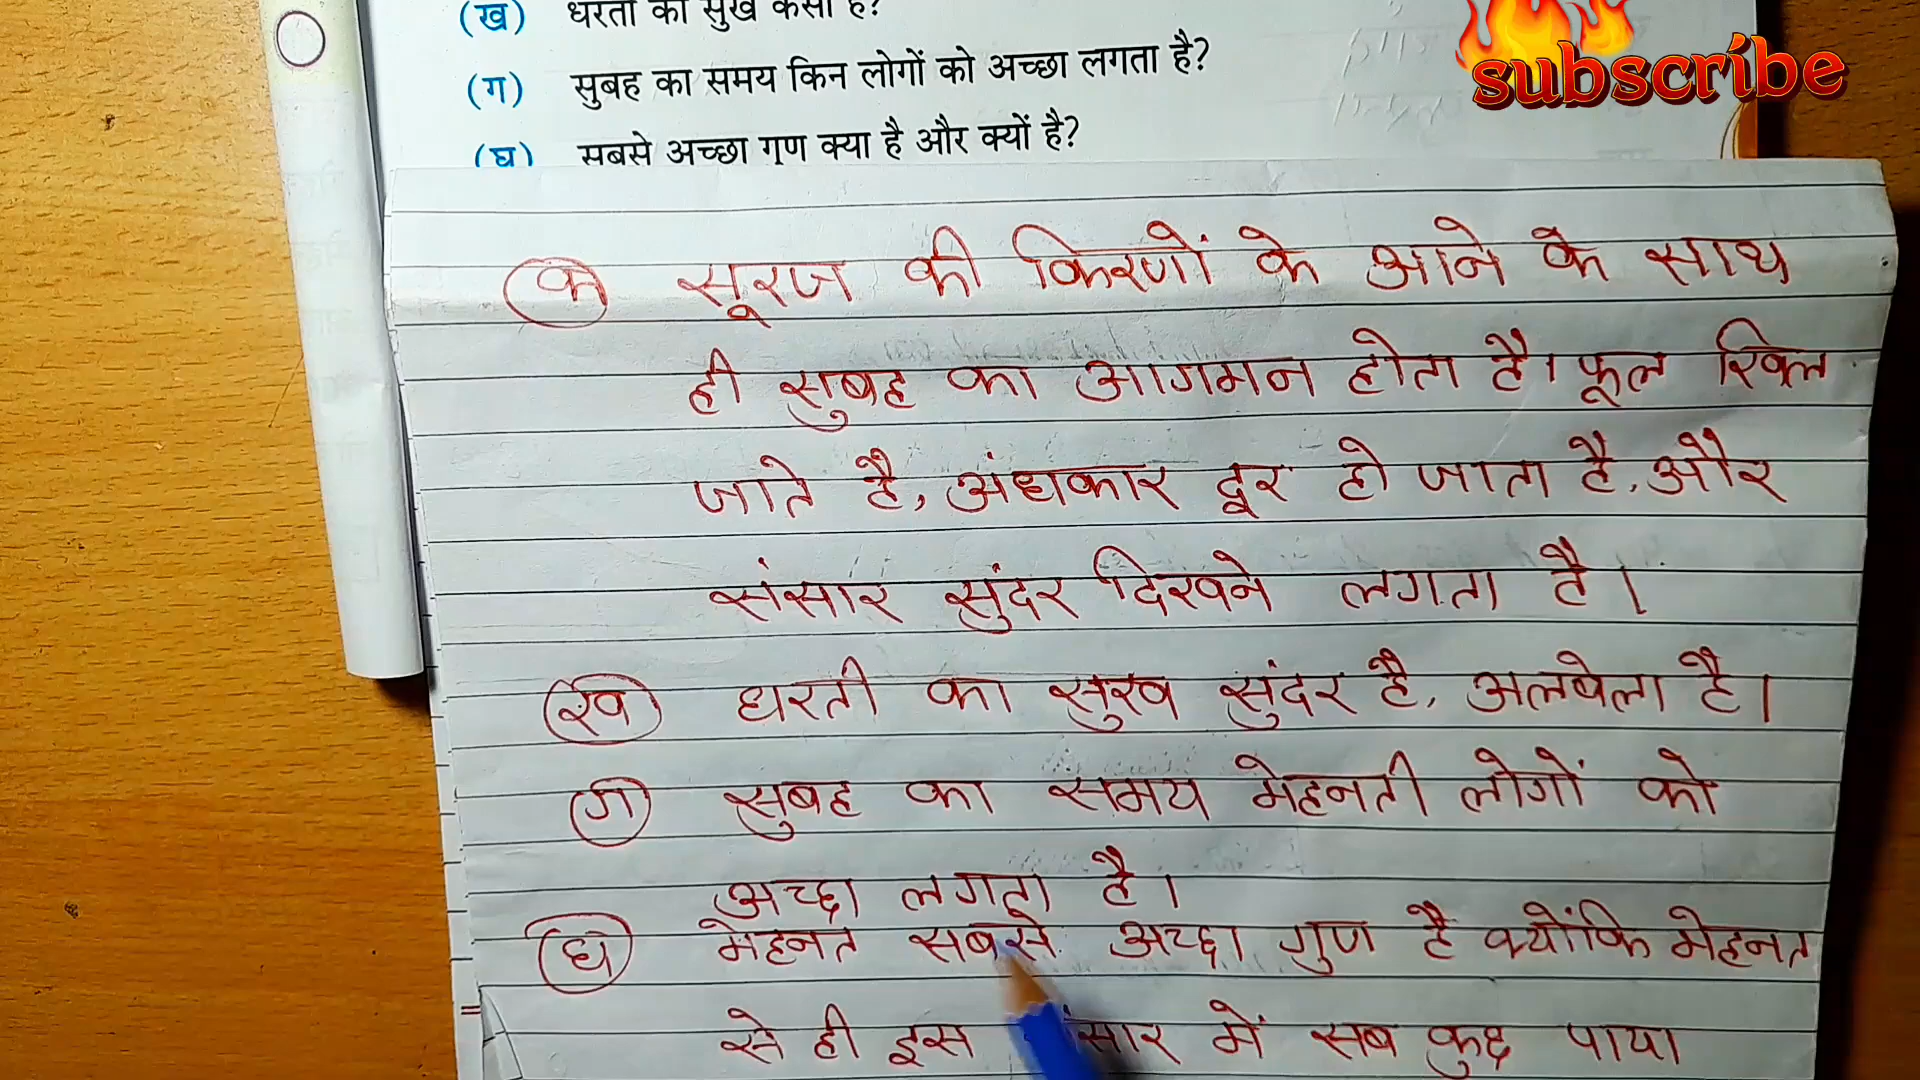 (ख) धरती का सुख कैसा है?
(ग) सुबह का समय किन लोगों को अच्छा लगता है?
(घ) सबसे अच्छा गुण क्या है और क्यों है?
subscribe
क सूरज की किरणों के आने के साथ
ही सुबह का आगमन होता है। फूल खिल
जाते है, अंधकार दूर हो जाता है, और
संसार सुंदर दिखने लगता है।
ख धरती का सुख सुंदर है, अलबेला है।
ग सुबह का समय मेहनती लोगों को
अच्छा लगता है।
घ मेहनत सबसे अच्छा गुण है क्योंकि मेहनत
से ही इस संसार में सब कुछ पाया